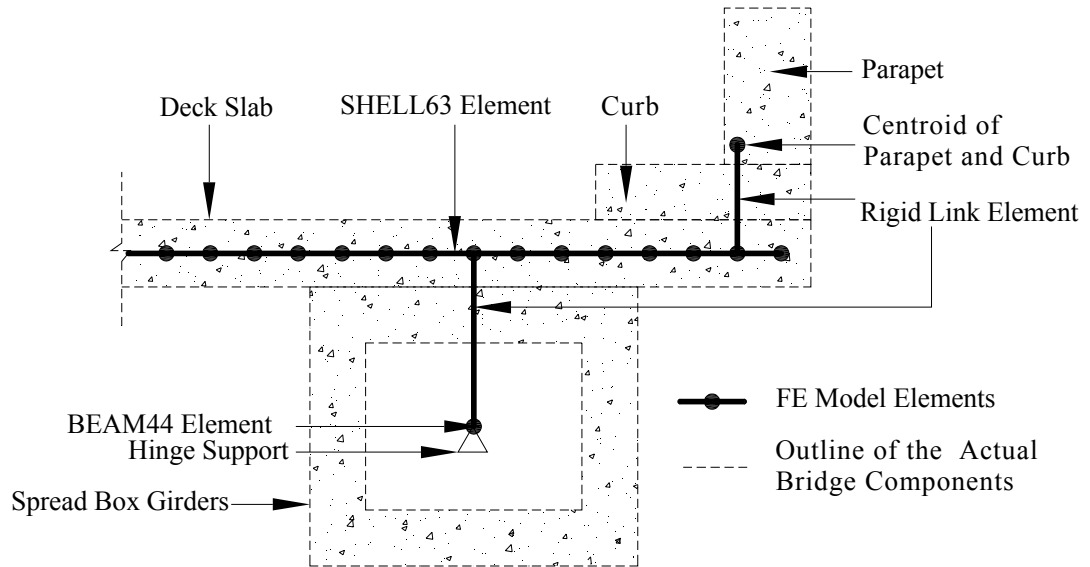 Parapet
Deck Slab
SHELL63 Element
Curb
Centroid of
Parapet and Curb
Rigid Link Element
BEAM44 Element
Hinge Support
Spread Box Girders
FE Model Elements
Outline of the Actual
Bridge Components